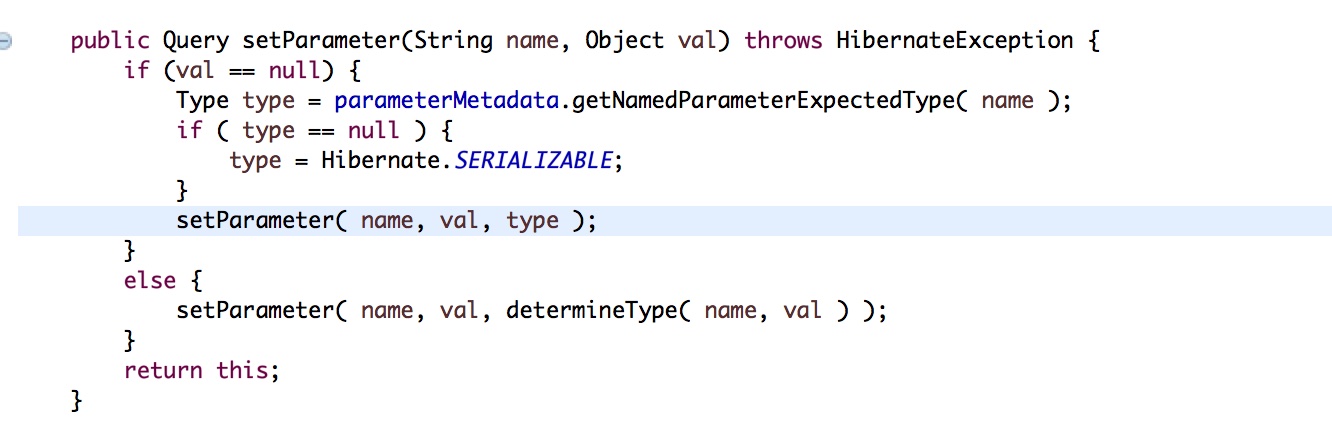 public Query setParameter(String name, Object val) throws HibernateException {
    if (val == null) {
        Type type = parameterMetadata.getNamedParameterExpectedType( name );
        if ( type == null ) {
            type = Hibernate.SERIALIZABLE;
        }
        setParameter( name, val, type );
    }
    else {
        setParameter( name, val, determineType( name, val ) );
    }
    return this;
}